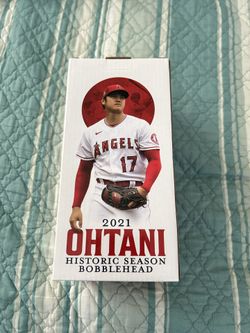 ANGELS
17
2021
OHTANI
HISTORIC SEASON
BOBBLEHEAD